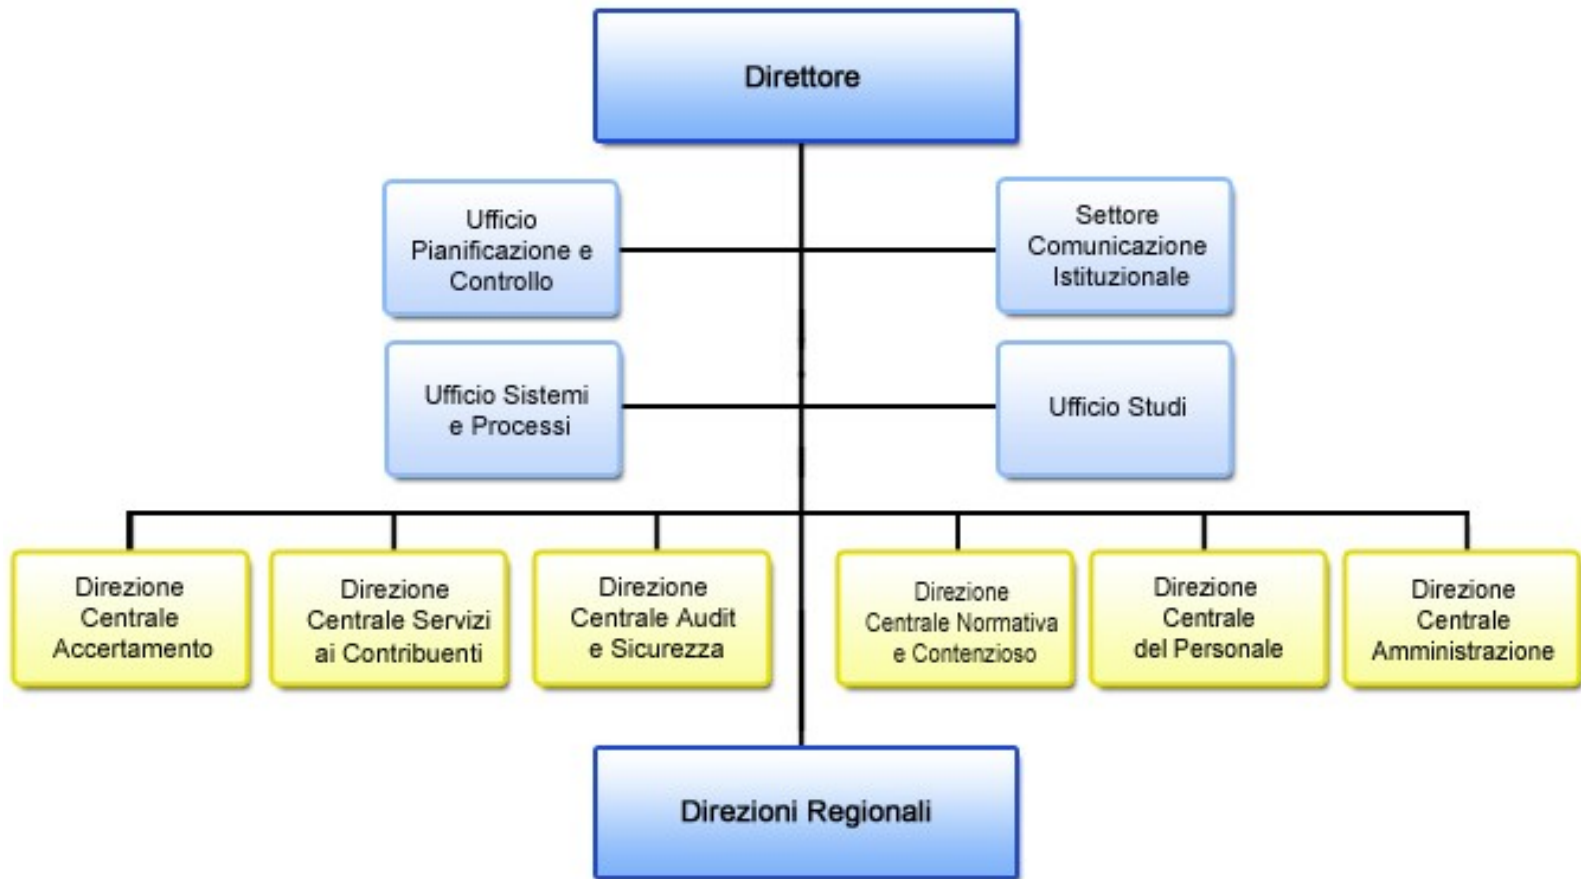 Direttore
Ufficio
Pianificazione e
Controllo
Settore
Comunicazione
Istituzionale
Ufficio Sistemi
e Processi
Ufficio Studi
Direzione
Centrale
Accertamento
Direzione
Centrale Servizi
ai Contribuenti
Direzione
Centrale Audit
e Sicurezza
Direzione
Centrale Normativa
e Contenzioso
Direzione
Centrale
del Personale
Direzione
Centrale
Amministrazione
Direzioni Regionali